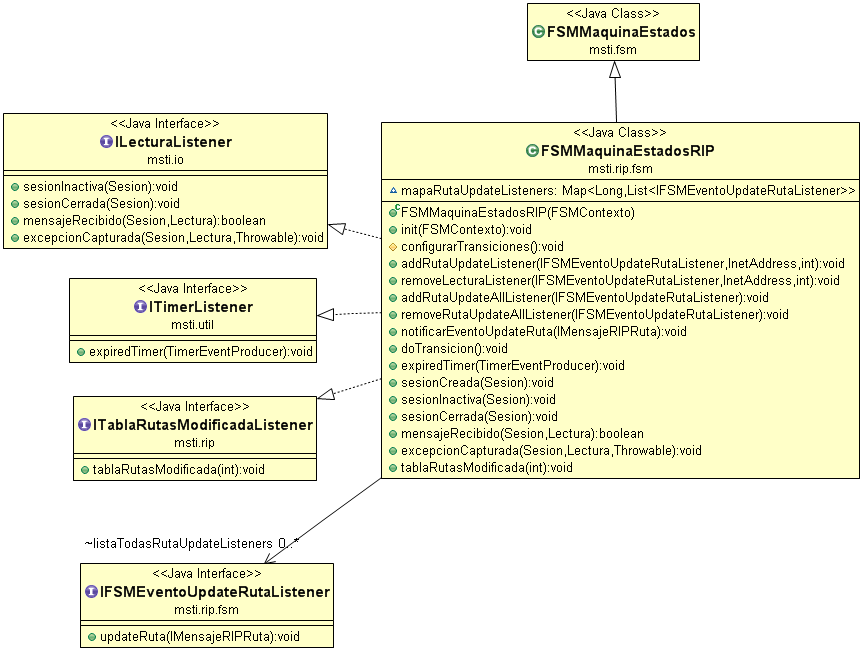 <<Java Class>>
FSMMaquinaEstados
msti.fsm
<<Java Interface>>
ILecturaListener
msti.io
sesionInactiva(Sesion):void
sesionCerrada(Sesion):void
mensajeRecibido(Sesion,Lectura):boolean
excepcionCapturada(Sesion,Lectura,Throwable):void
<<Java Class>>
FSMMaquinaEstadosRIP
msti.rip.fsm
mapaRutaUpdateListeners: Map<Long,List<IFSMEventoUpdateRutaListener>>
FSMMaquinaEstadosRIP(FSMContexto)
init(FSMContexto):void
configurarTransiciones():void
addRutaUpdateListener(IFSMEventoUpdateRutaListener,InetAddress,int):void
removeLecturaListener(IFSMEventoUpdateRutaListener,InetAddress,int):void
addRutaUpdateAllListener(IFSMEventoUpdateRutaListener):void
removeRutaUpdateAllListener(IFSMEventoUpdateRutaListener):void
notificarEventoUpdateRuta(IMensajeRIPRuta):void
doTransicion():void
expiredTimer(TimerEventProducer):void
sesionCreada(Sesion):void
sesionInactiva(Sesion):void
sesionCerrada(Sesion):void
mensajeRecibido(Sesion,Lectura):boolean
excepcionCapturada(Sesion,Lectura,Throwable):void
tablaRutasModificada(int):void
<<Java Interface>>
ITimerListener
msti.util
expiredTimer(TimerEventProducer):void
<<Java Interface>>
ITablaRutasModificadaListener
msti.rip
tablaRutasModificada(int):void
~listaTodasRutaUpdateListeners 0..*
<<Java Interface>>
IFSMEventoUpdateRutaListener
msti.rip.fsm
updateRuta(IMensajeRIPRuta):void